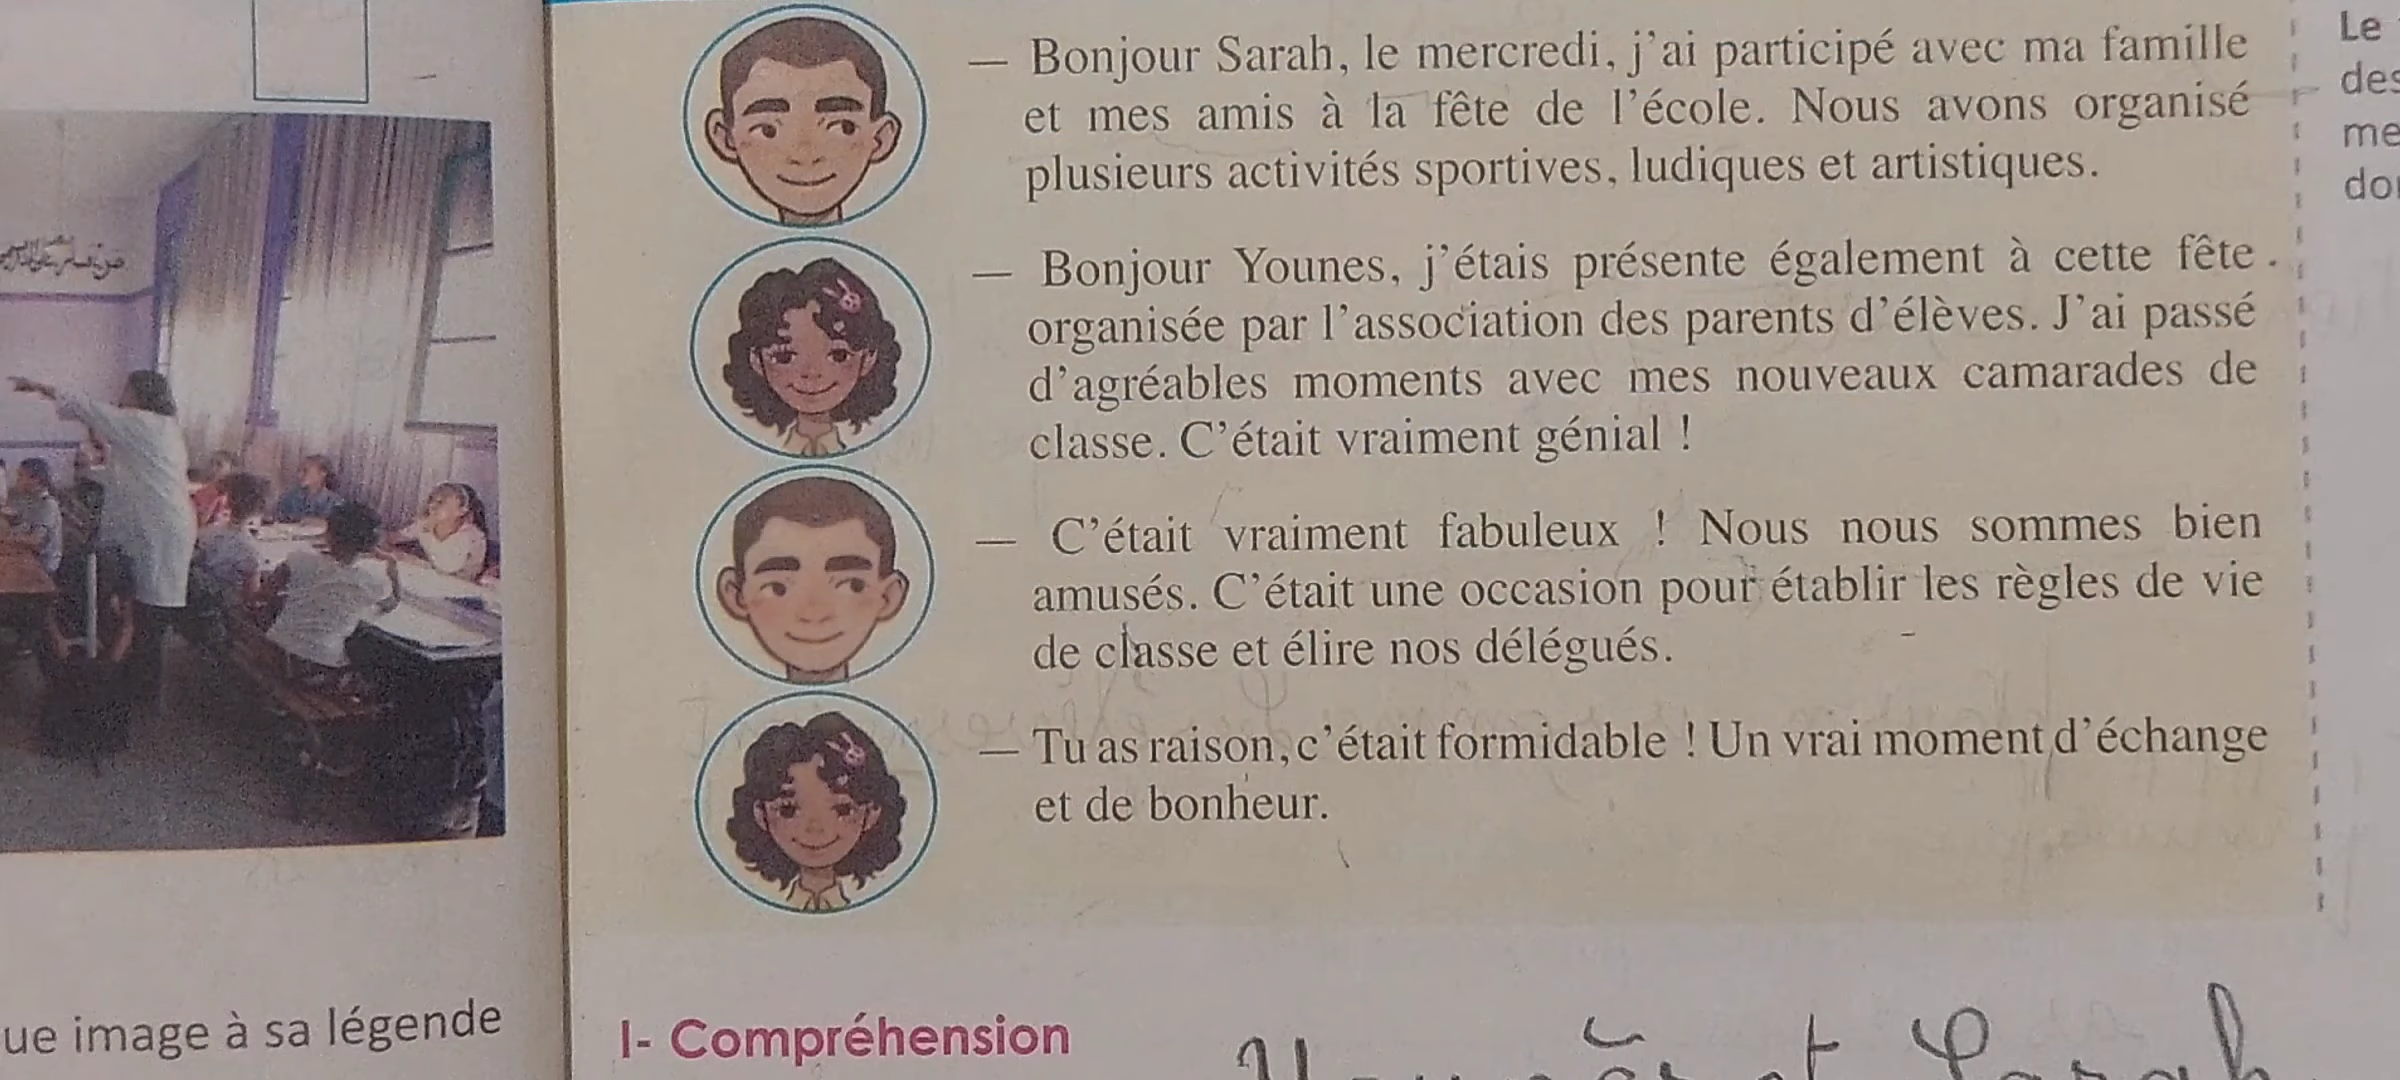 — Bonjour Sarah, le mercredi, j'ai participé avec ma famille
et mes amis à la fête de l'école. Nous avons organisé
plusieurs activités sportives, ludiques et artistiques.
— Bonjour Younes, j'étais présente également à cette fête.
organisée par l'association des parents d'élèves. J'ai passé
d'agréables moments avec mes nouveaux camarades de
classe. C'était vraiment génial !
— C'était vraiment fabuleux ! Nous nous sommes bien
amusés. C'était une occasion pour établir les règles de vie
de classe et élire nos délégués.
— Tu as raison, c'était formidable ! Un vrai moment d'échange
et de bonheur.
ue image à sa légende
I- Compréhension
et Sarah
Le
des
me